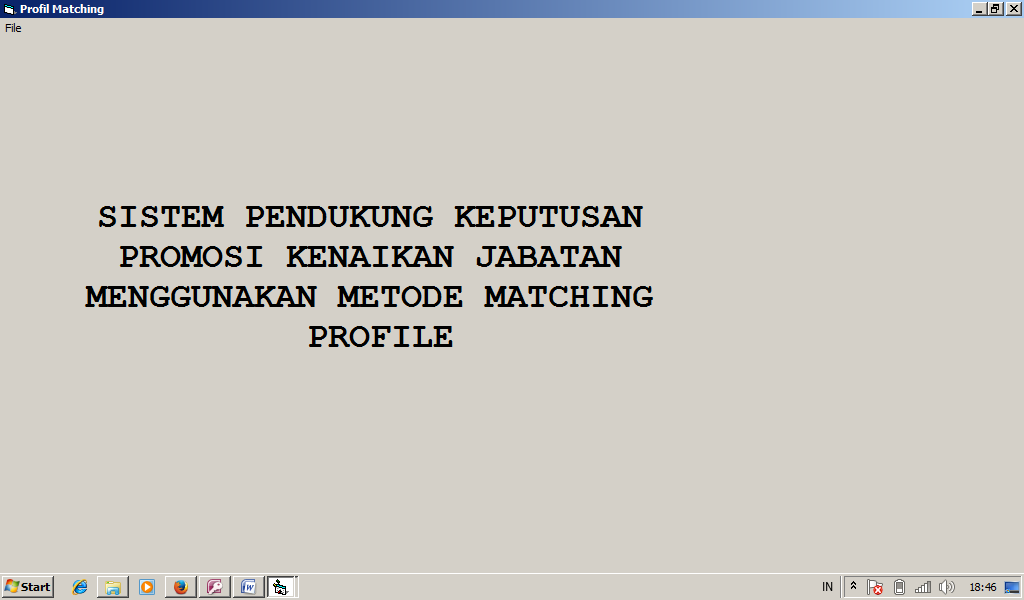 Profil Matching
File
SISTEM PENDUKUNG KEPUTUSAN
PROMOSI KENAIKAN JABATAN
MENGGUNAKAN METODE MATCHING
PROFILE
Start
IN
18:46